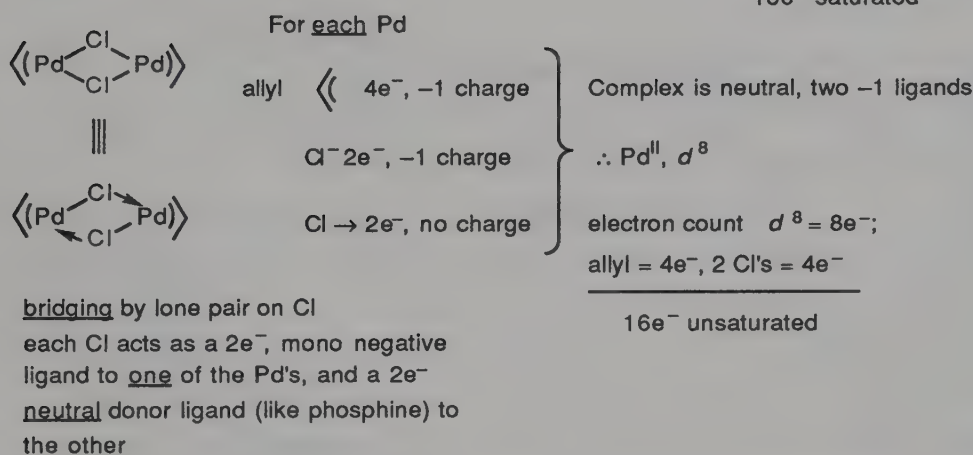 18e⁻ saturated
For each Pd
Cl
⟨(Pd Pd)⟩
Cl
allyl ⟨( 4e⁻, −1 charge
Complex is neutral, two −1 ligands
Cl⁻ 2e⁻, −1 charge
∴ Pdᴵᴵ, d⁸
Cl
⟨(Pd Pd)⟩
Cl
Cl → 2e⁻, no charge
electron count d⁸ = 8e⁻;
allyl = 4e⁻, 2 Cl's = 4e⁻
16e⁻ unsaturated
bridging by lone pair on Cl
each Cl acts as a 2e⁻, mono negative
ligand to one of the Pd's, and a 2e⁻
neutral donor ligand (like phosphine) to
the other